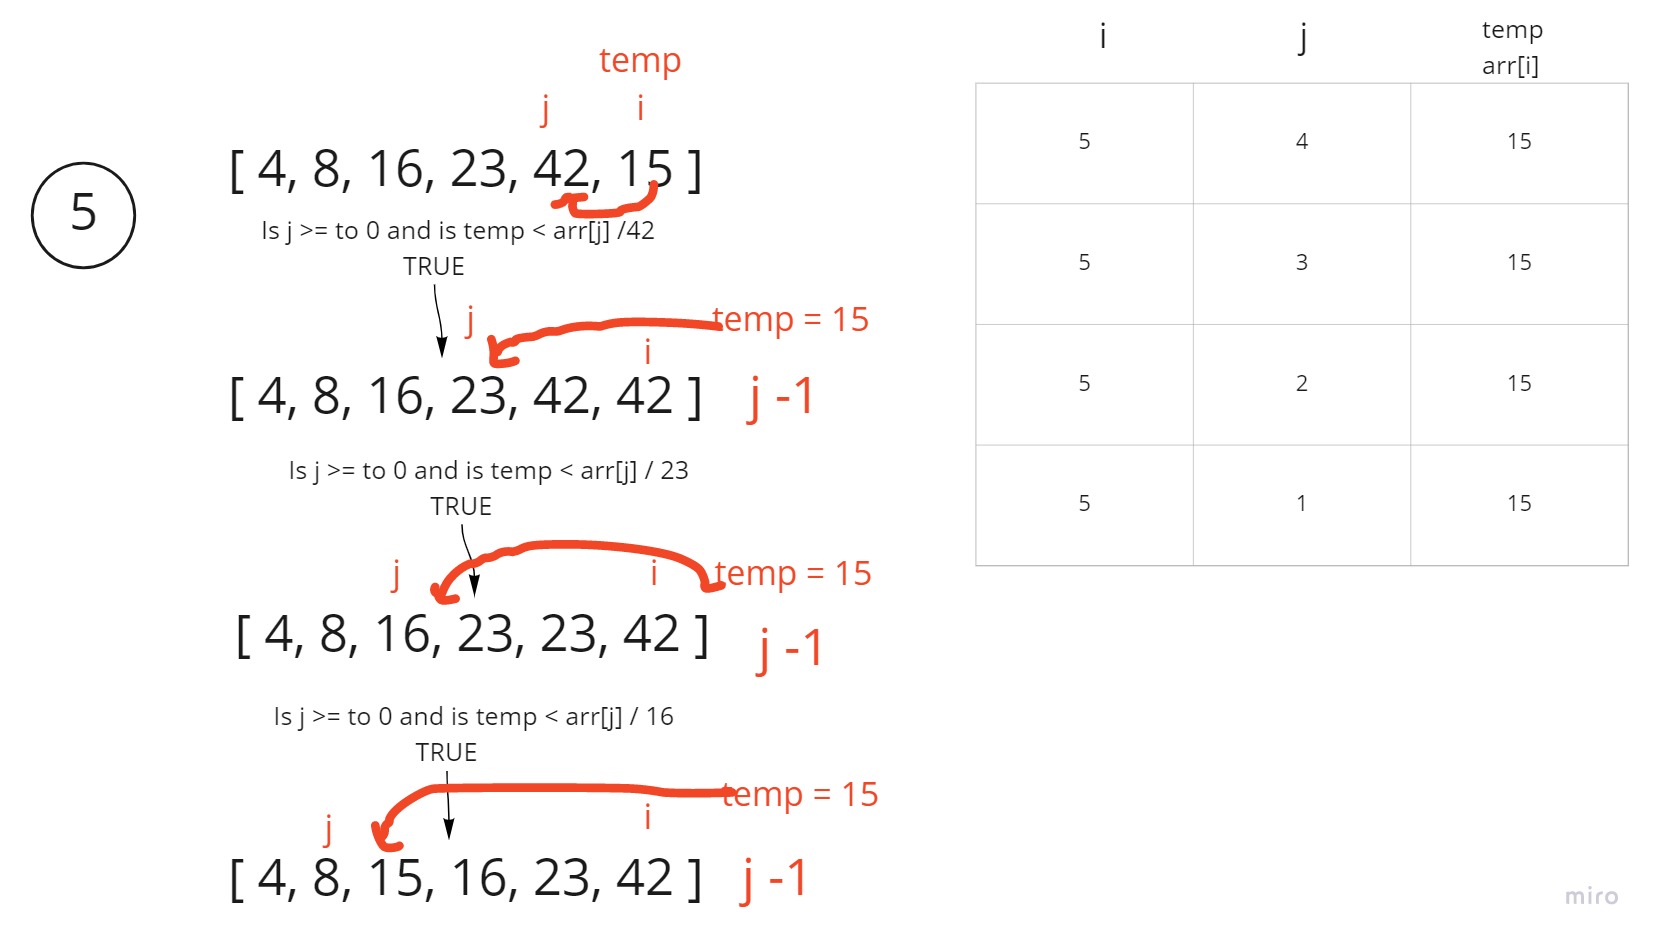 5
temp
j i
[ 4, 8, 16, 23, 42, 15 ]
Is j >= to 0 and is temp < arr[j] /42
TRUE
j temp = 15
i
[ 4, 8, 16, 23, 42, 42 ] j -1
Is j >= to 0 and is temp < arr[j] / 23
TRUE
j i temp = 15
[ 4, 8, 16, 23, 23, 42 ] j -1
Is j >= to 0 and is temp < arr[j] / 16
TRUE
temp = 15
j i
[ 4, 8, 15, 16, 23, 42 ] j -1
i j temp
arr[i]
5 4 15
5 3 15
5 2 15
5 1 15
miro